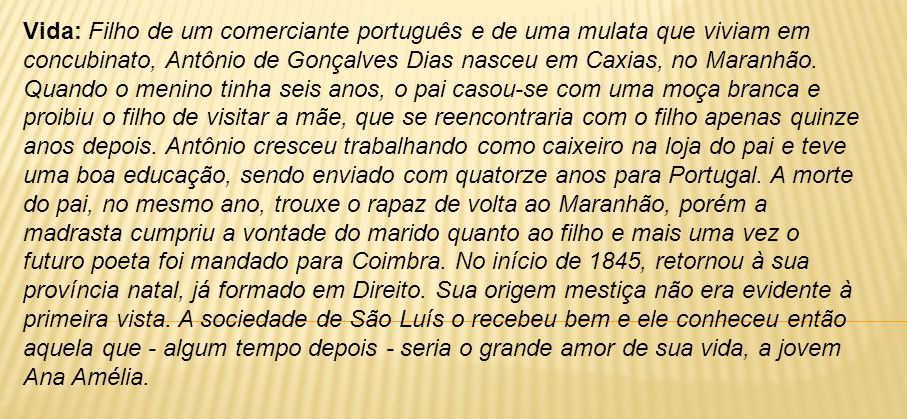 Vida: Filho de um comerciante português e de uma mulata que viviam em
concubinato, Antônio de Gonçalves Dias nasceu em Caxias, no Maranhão.
Quando o menino tinha seis anos, o pai casou-se com uma moça branca e
proibiu o filho de visitar a mãe, que se reencontraria com o filho apenas quinze
anos depois. Antônio cresceu trabalhando como caixeiro na loja do pai e teve
uma boa educação, sendo enviado com quatorze anos para Portugal. A morte
do pai, no mesmo ano, trouxe o rapaz de volta ao Maranhão, porém a
madrasta cumpriu a vontade do marido quanto ao filho e mais uma vez o
futuro poeta foi mandado para Coimbra. No início de 1845, retornou à sua
província natal, já formado em Direito. Sua origem mestiça não era evidente à
primeira vista. A sociedade de São Luís o recebeu bem e ele conheceu então
aquela que - algum tempo depois - seria o grande amor de sua vida, a jovem
Ana Amélia.